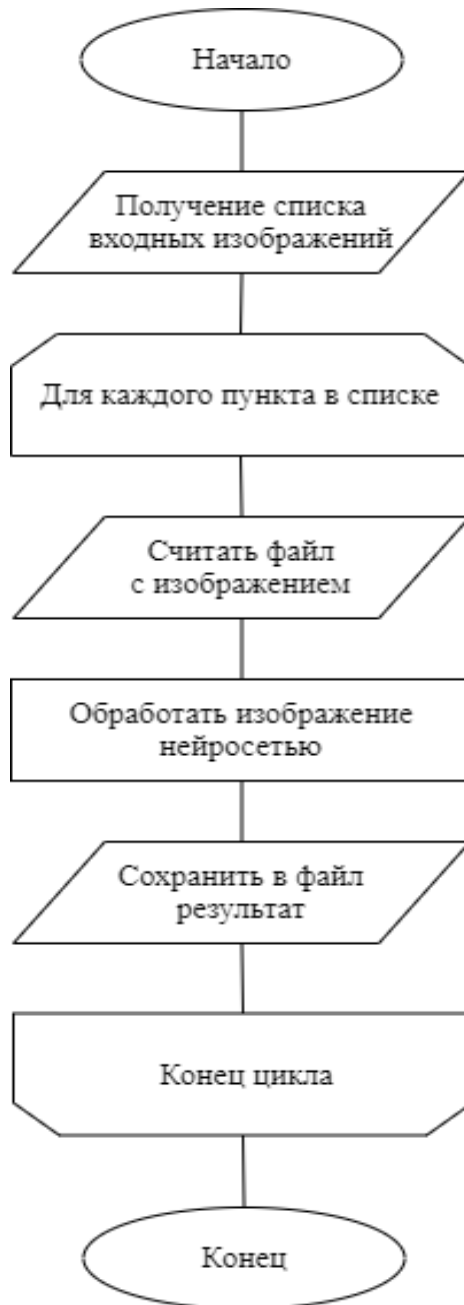 Начало
Получение списка
входных изображений
Для каждого пункта в списке
Считать файл
с изображением
Обработать изображение
нейросетью
Сохранить в файл
результат
Конец цикла
Конец